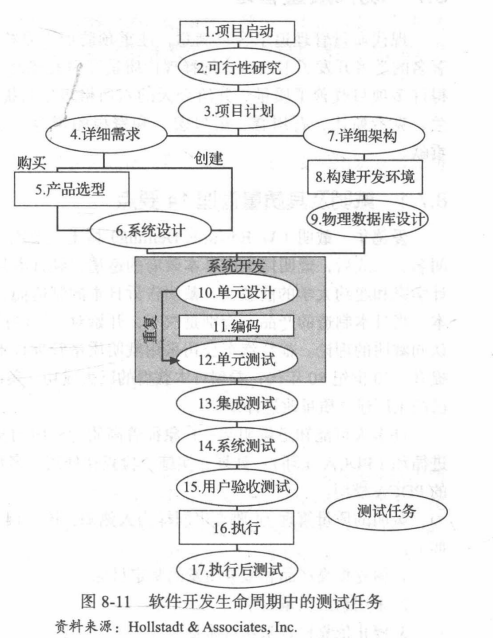 1.项目启动
2.可行性研究
3.项目计划
4.详细需求
7.详细架构
购买
创建
5.产品选型
8.构建开发环境
6.系统设计
9.物理数据库设计
系统开发
10.单元设计
11.编码
重复
12.单元测试
13.集成测试
14.系统测试
15.用户验收测试
测试任务
16.执行
17.执行后测试
图 8-11 软件开发生命周期中的测试任务
资料来源：Hollstadt & Associates, Inc.